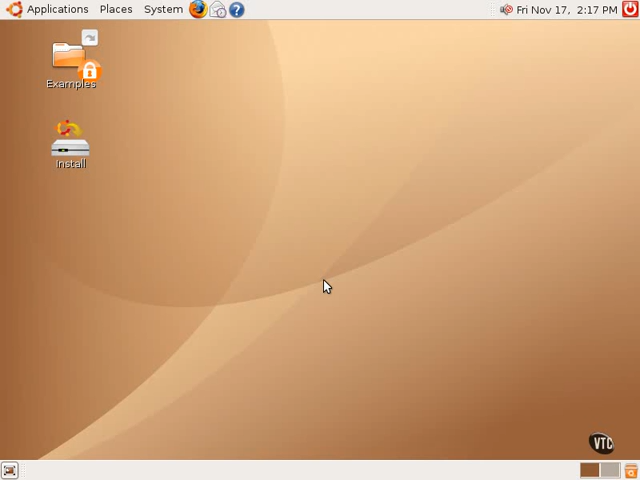 Applications Places System Fri Nov 17, 2:17 PM
Examples
Install
VTC